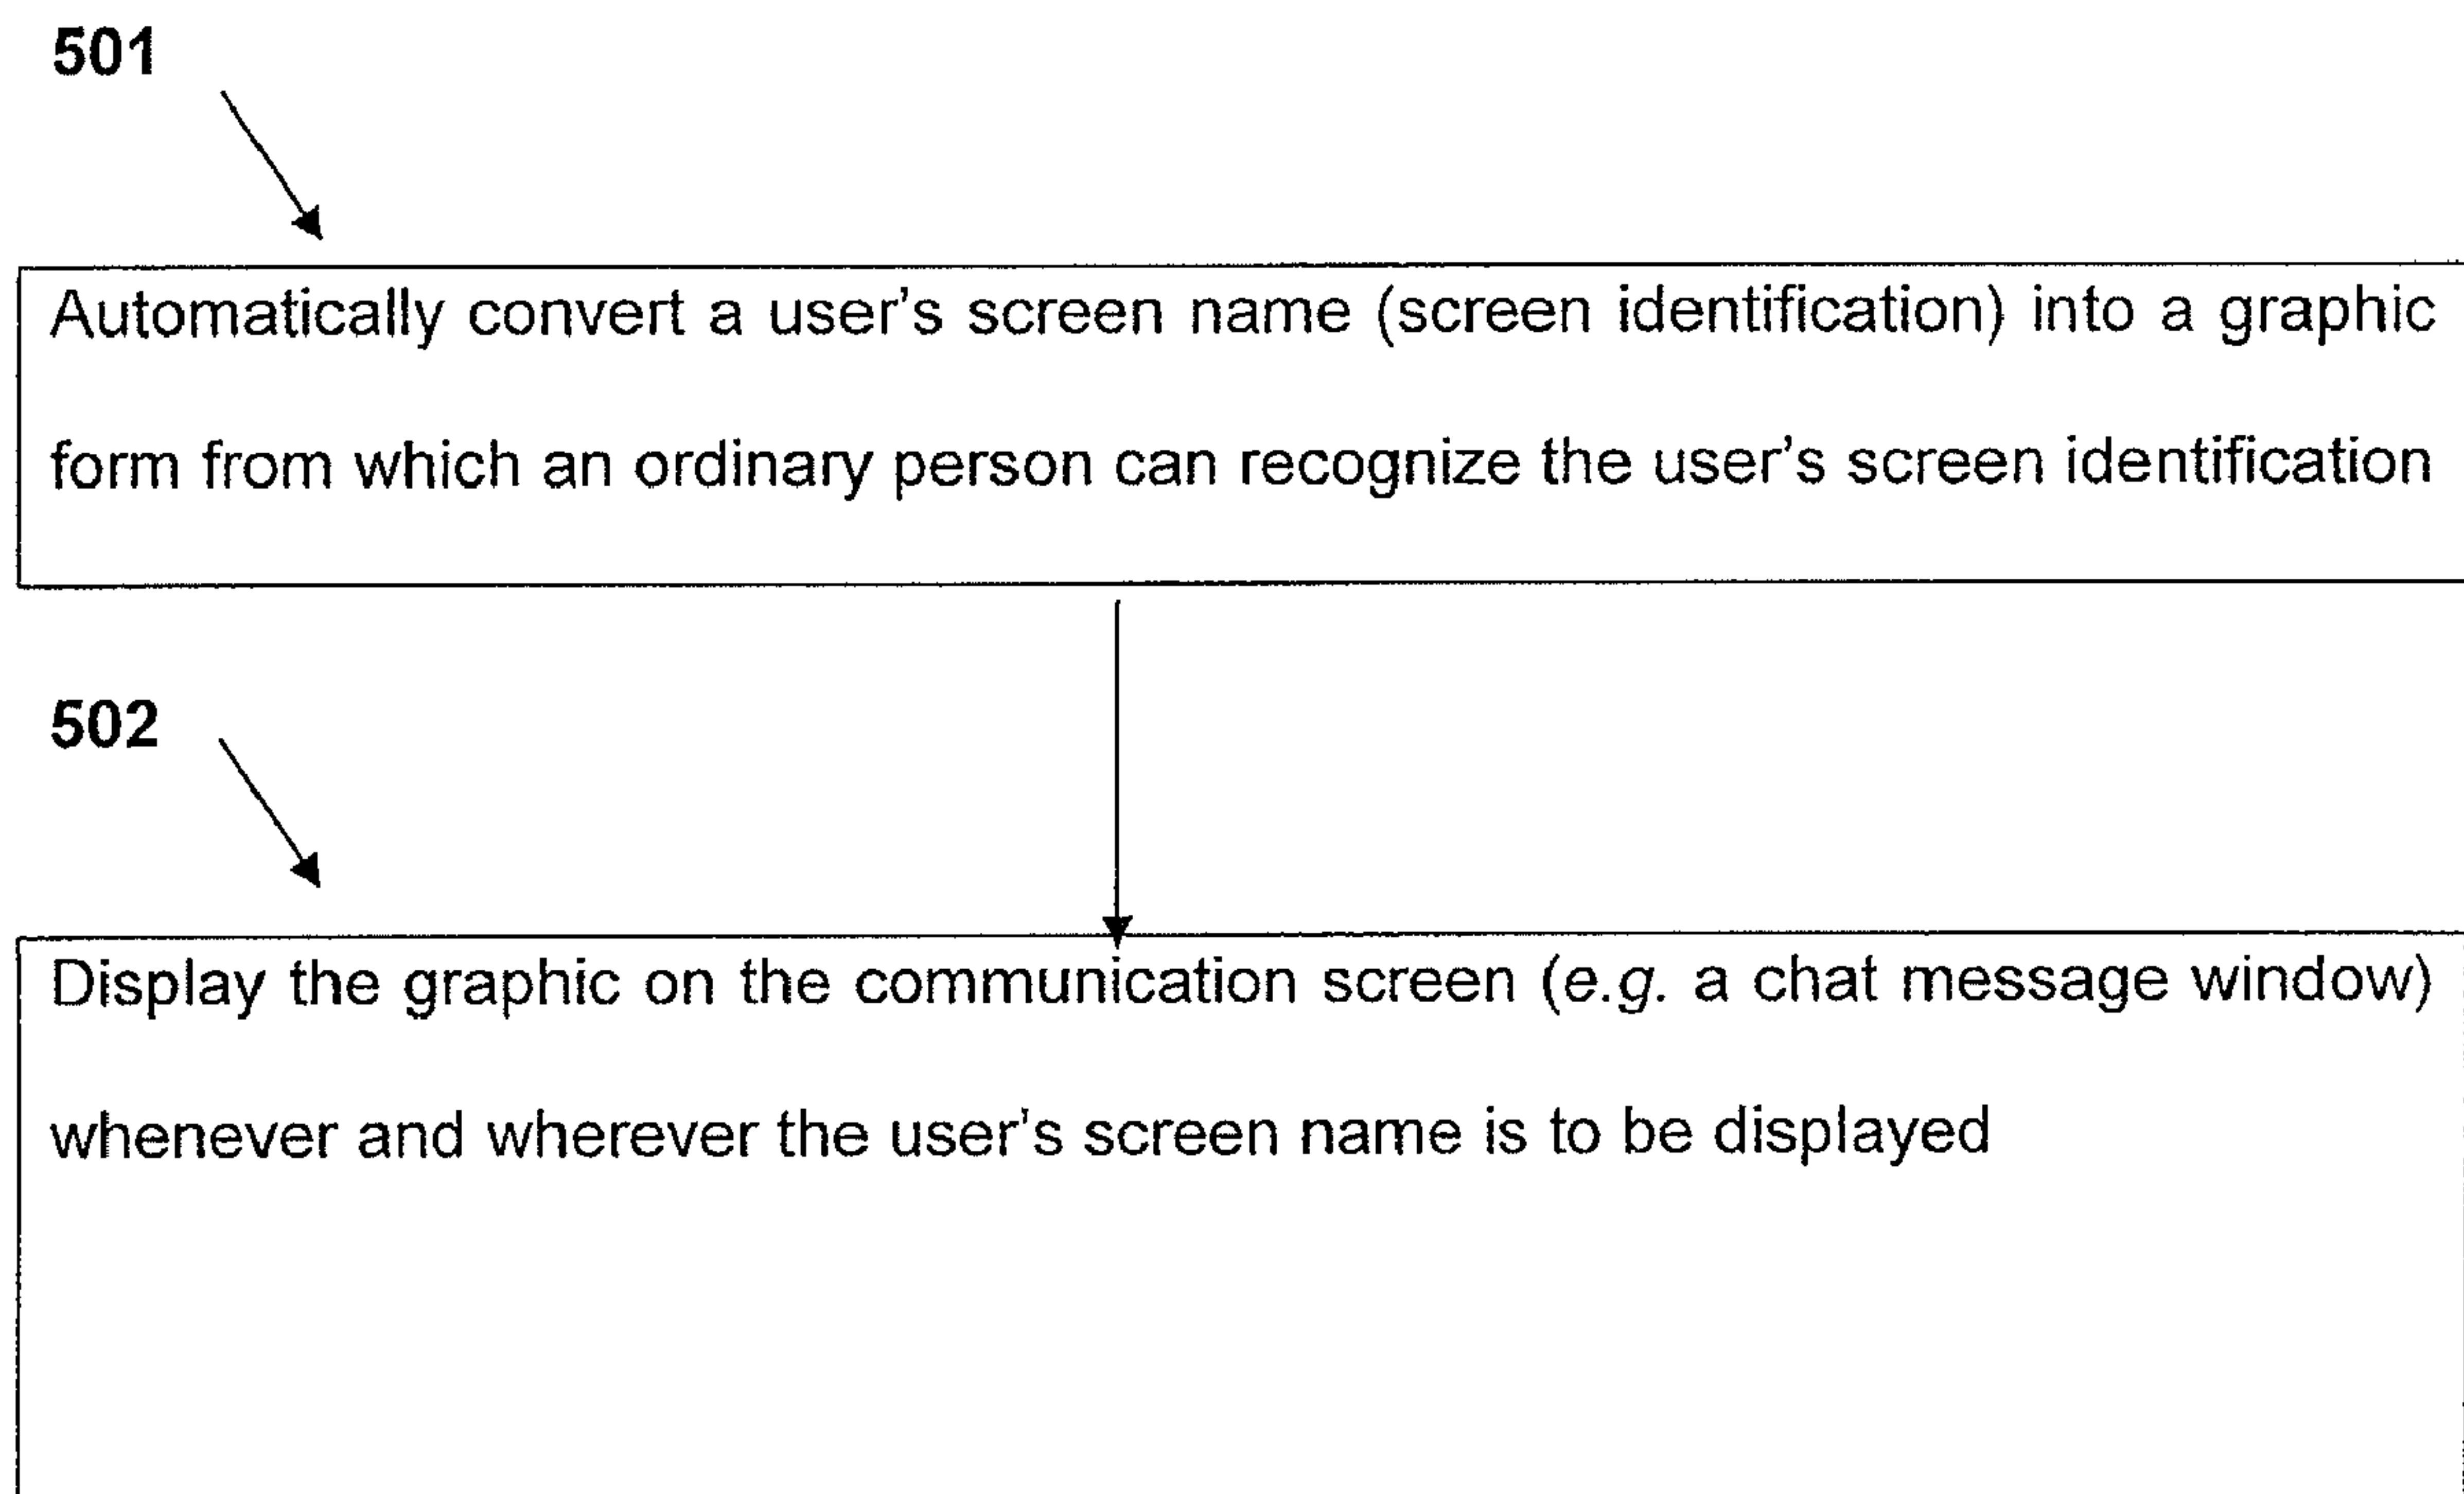 501
Automatically convert a user's screen name (screen identification) into a graphic
form from which an ordinary person can recognize the user's screen identification
502
Display the graphic on the communication screen (e.g. a chat message window)
whenever and wherever the user's screen name is to be displayed